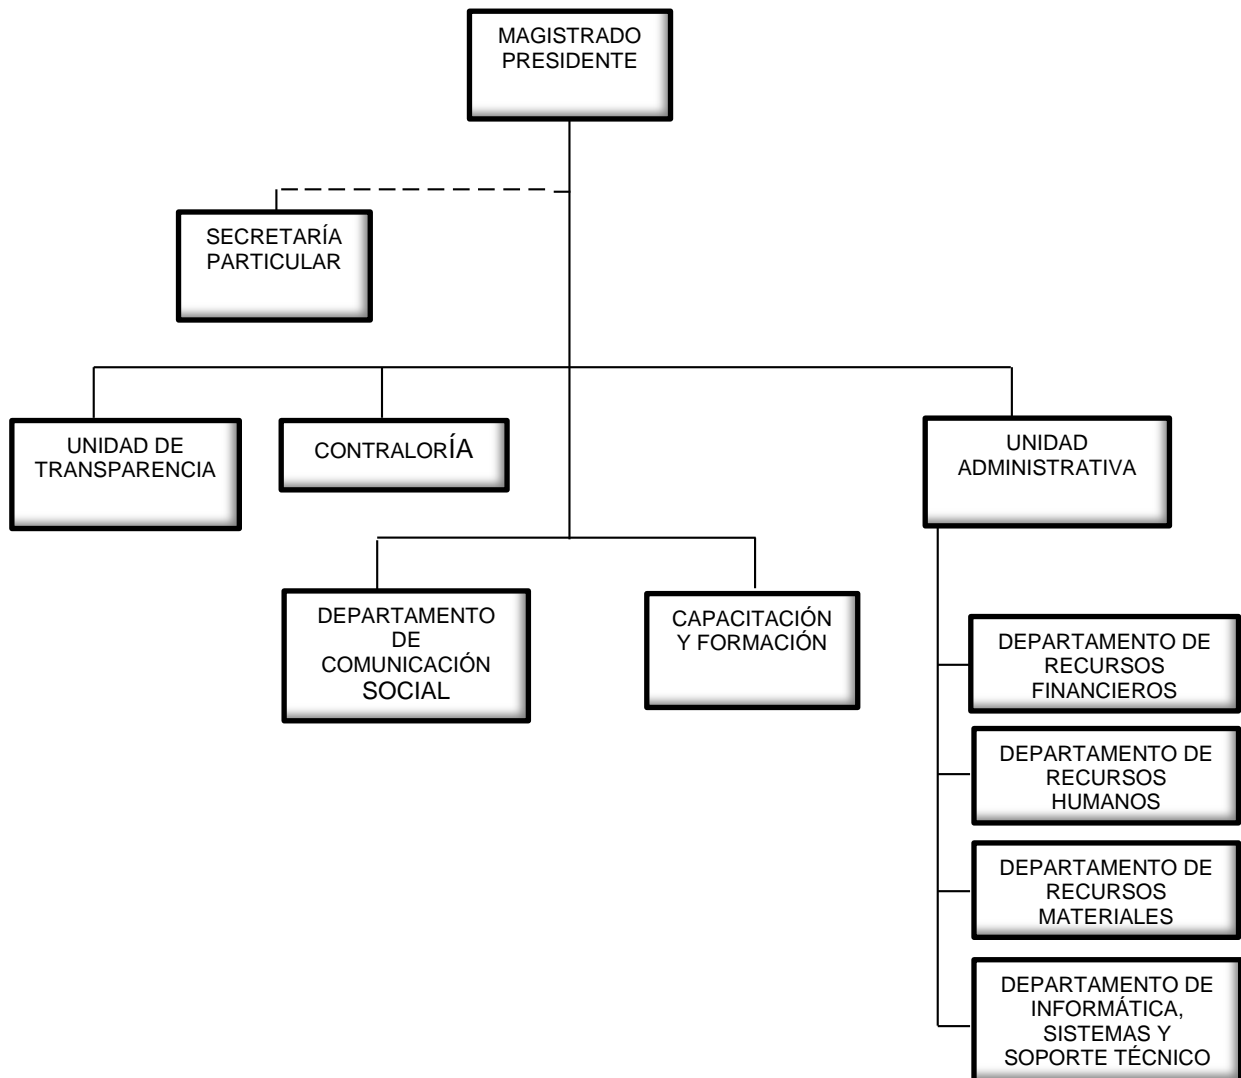 MAGISTRADO
PRESIDENTE
SECRETARÍA
PARTICULAR
UNIDAD DE
TRANSPARENCIA
CONTRALORÍA
UNIDAD
ADMINISTRATIVA
DEPARTAMENTO
DE
COMUNICACIÓN
SOCIAL
CAPACITACIÓN
Y FORMACIÓN
DEPARTAMENTO DE
RECURSOS
FINANCIEROS
DEPARTAMENTO DE
RECURSOS
HUMANOS
DEPARTAMENTO DE
RECURSOS
MATERIALES
DEPARTAMENTO DE
INFORMÁTICA,
SISTEMAS Y
SOPORTE TÉCNICO